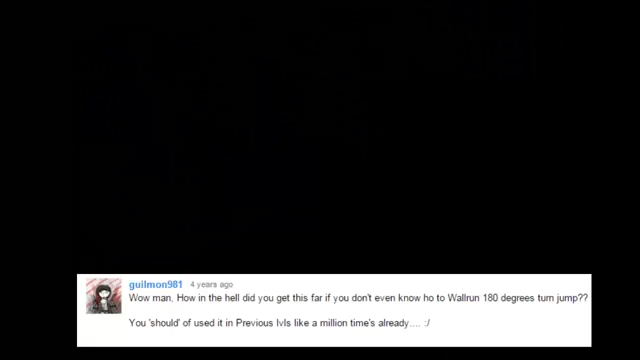 guilmon981 4 years ago
Wow man, How in the hell did you get this far if you don't even know ho to Wallrun 180 degrees turn jump??
You 'should' of used it in Previous lvls like a million time's already.... :/